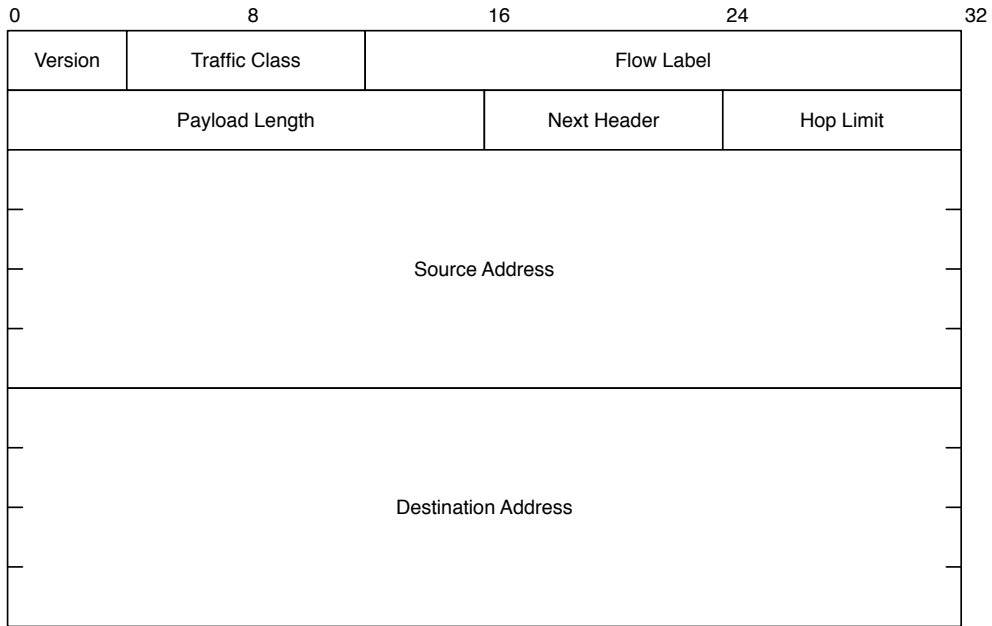 0 8 16 24 32
Version Traffic Class Flow Label
Payload Length Next Header Hop Limit
Source Address
Destination Address